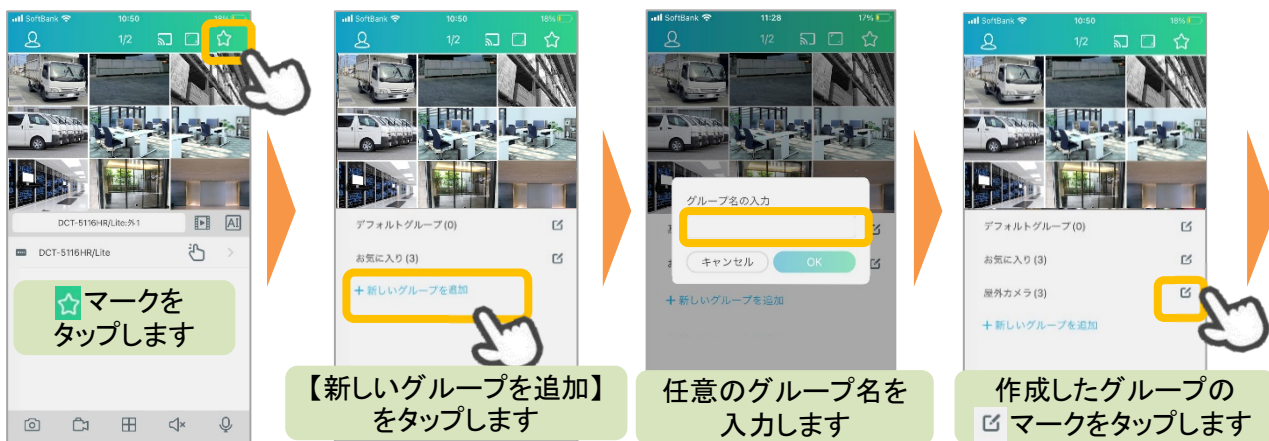 SoftBank 10:50 18%
1/2
DCT-5116HR/Lite:外1
AI
DCT-5116HR/Lite
マークを
タップします
SoftBank 10:50 18%
1/2
デフォルトグループ(0)
お気に入り(3)
+新しいグループを追加
【新しいグループを追加】
をタップします
SoftBank 11:28 17%
1/2
グループ名の入力
キャンセル OK
+新しいグループを追加
任意のグループ名を
入力します
SoftBank 10:50 18%
1/2
デフォルトグループ(0)
お気に入り(3)
屋外カメラ(3)
+新しいグループを追加
作成したグループの
マークをタップします